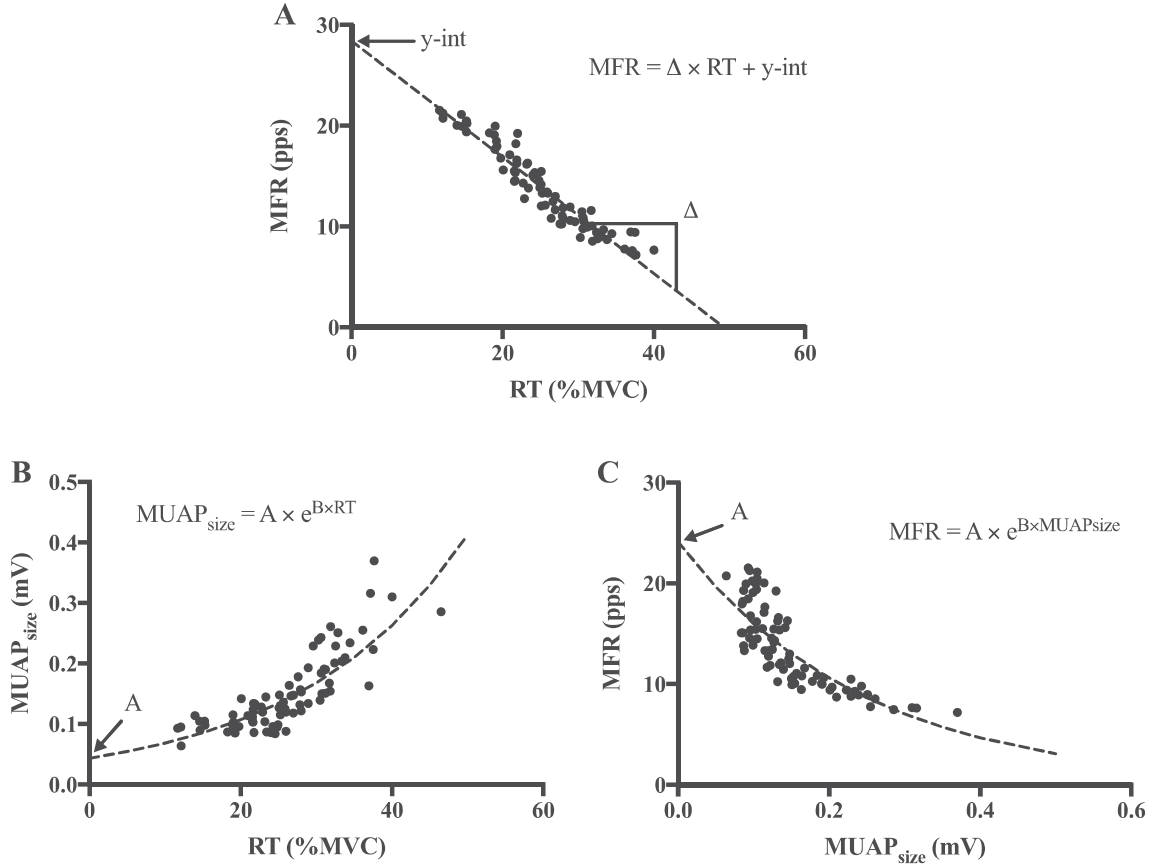 A
30
20
10
0
0
20
40
60
y-int
MFR = Δ × RT + y-int
Δ
MFR (pps)
RT (%MVC)
B
0.5
0.4
0.3
0.2
0.1
0.0
0
20
40
60
MUAPsize = A × eB×RT
A
MUAPsize (mV)
RT (%MVC)
C
30
20
10
0
0.0
0.2
0.4
0.6
A
MFR = A × eB×MUAPsize
MFR (pps)
MUAPsize (mV)